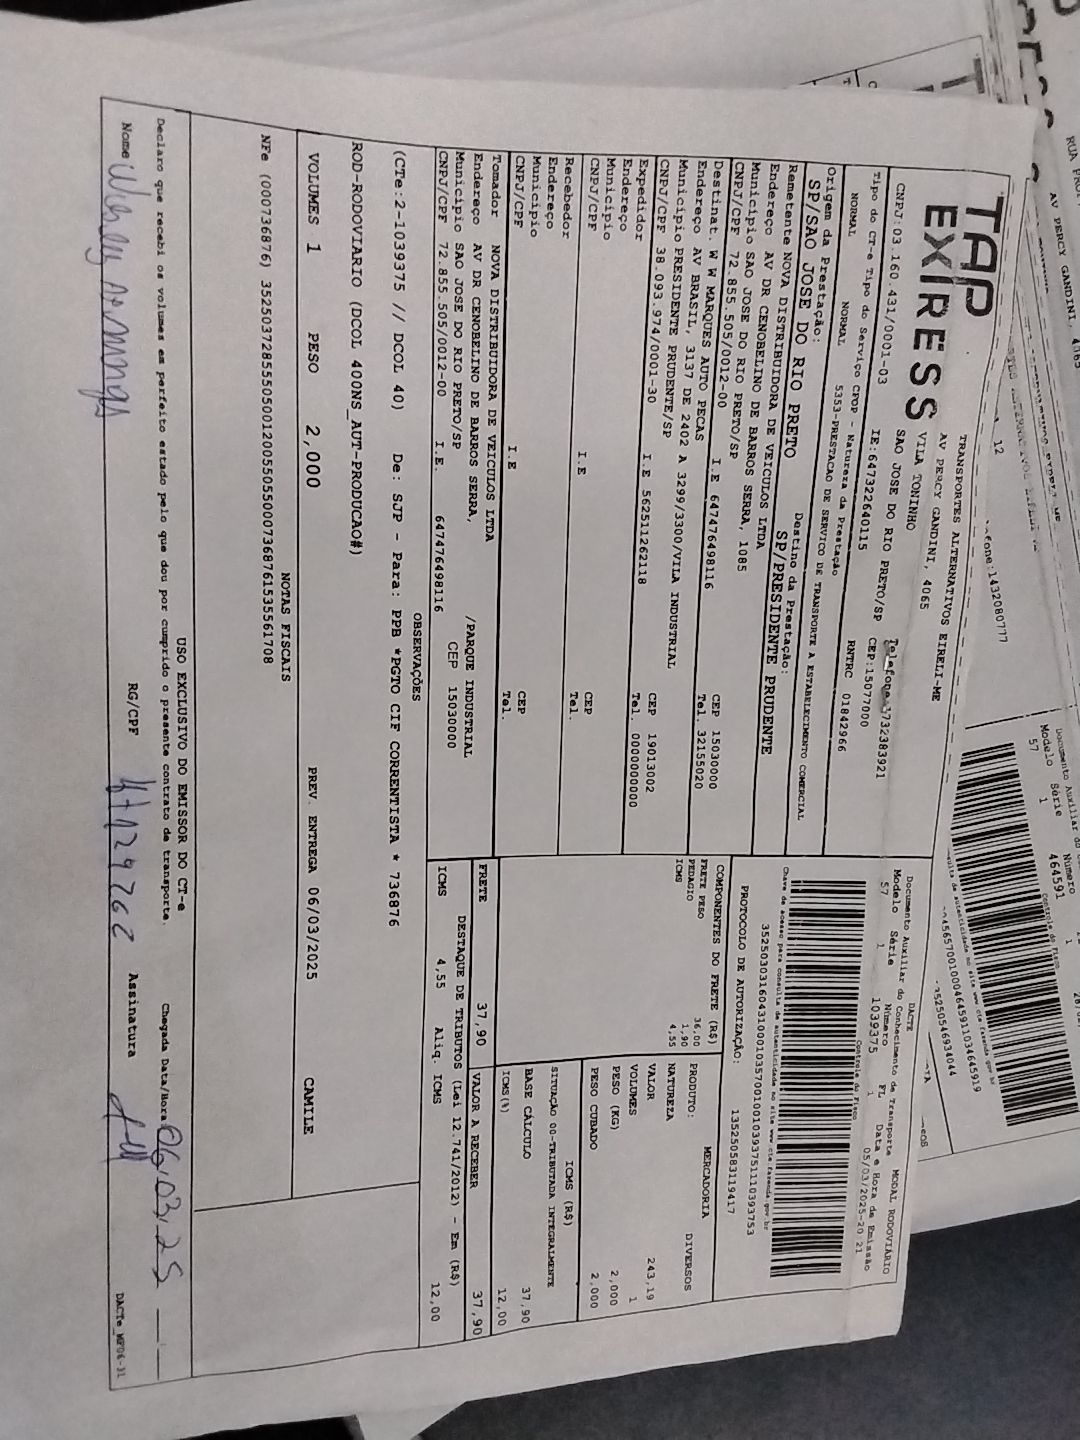 TAP
EXPRESS
TRANSPORTES ALTERNATIVOS EIRELI-ME
AV PERCY GANDINI, 4065
VILA TONINHO
SAO JOSE DO RIO PRETO/SP CEP:15077000
CNPJ:03.160.431/0001-03 IE:647322640115
Tipo do CT-e Tipo do Serviço CFOP - Natureza da Prestação RNTRC 01842966
NORMAL NORMAL 5353-PRESTACAO DE SERVICO DE TRANSPORTE A ESTABELECIMENTO COMERCIAL
Origem da Prestação: Destino da Prestação:
SP/SAO JOSE DO RIO PRETO SP/PRESIDENTE PRUDENTE
Remetente NOVA DISTRIBUIDORA DE VEICULOS LTDA
Endereço AV DR CENOBELINO DE BARROS SERRA, 1085
Municipio SAO JOSE DO RIO PRETO/SP CEP 15030000
CNPJ/CPF 72.855.505/0012-00 I.E 647476498116 Tel. 32155020
Destinat. W W MARQUES AUTO PECAS
Endereço AV BRASIL, 3137 DE 2402 A 3299/3300/VILA INDUSTRIAL
Municipio PRESIDENTE PRUDENTE/SP CEP 19013002
CNPJ/CPF 38.093.974/0001-30 I.E 562511262118 Tel. 0000000000
Expedidor
Endereço
Municipio CEP
CNPJ/CPF I.E Tel.
Recebedor
Endereço
Municipio CEP
CNPJ/CPF I.E Tel.
Tomador NOVA DISTRIBUIDORA DE VEICULOS LTDA
Endereço AV DR CENOBELINO DE BARROS SERRA, /PARQUE INDUSTRIAL
Municipio SAO JOSE DO RIO PRETO/SP CEP 15030000
CNPJ/CPF 72.855.505/0012-00 I.E. 647476498116
DACTE MODAL RODOVIÁRIO
Documento Auxiliar do Conhecimento de Transporte
Modelo Série Número FL Data e Hora de Emissão
57 1 1039375 1 05/03/2025-20:21
Controle do Fisco
Chave de acesso para consulta de autenticidade no site www.cte.fazenda.gov.br
PROTOCOLO DE AUTORIZAÇÃO: 135250583119417
COMPONENTES DO FRETE (R$)
FRETE PESO 36,00
PEDAGIO 1,90
ICMS 4,55
PRODUTO: MERCADORIA
NATUREZA DIVERSOS
VALOR 243,19
VOLUMES 1
PESO (KG) 2,000
PESO CUBADO 2,000
ICMS (R$)
SITUAÇÃO 00-TRIBUTADA INTEGRALMENTE
BASE CÁLCULO 37,90
ICMS(%) 12,00
FRETE 37,90 VALOR A RECEBER 37,90
DESTAQUE DE TRIBUTOS (Lei 12.741/2012) - Em (R$)
ICMS 4,55 Aliq. ICMS 12,00
OBSERVAÇÕES
(CTe:2-1039375 // DCOL 40) De: SJP - Para: PPB *PGTO CIF CORRENTISTA * 736876
ROD-RODOVIARIO (DCOL 400NS_AUT-PRODUCAO#)
VOLUMES 1 PESO 2,000 PREV. ENTREGA 06/03/2025 CAMILE
NOTAS FISCAIS
NFe (000736876)
USO EXCLUSIVO DO EMISSOR DO CT-e
Declaro que recebi os volumes em perfeito estado pelo que dou por cumprido o presente contrato de transporte. Chegada Data/Hora 06,03,25
Nome RG/CPF Assinatura
DACTe_MF06-31
AV PERCY GANDINI, 4065
Modelo Série Número
57 1 464591